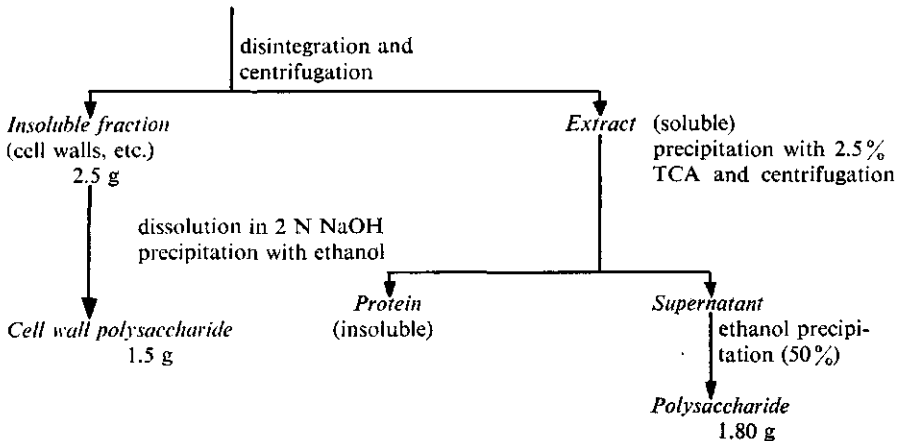 disintegration and
centrifugation
Insoluble fraction
(cell walls, etc.)
2.5 g
Extract (soluble)
precipitation with 2.5%
TCA and centrifugation
dissolution in 2 N NaOH
precipitation with ethanol
Protein
(insoluble)
Supernatant
ethanol precipi-
tation (50%)
Cell wall polysaccharide
1.5 g
Polysaccharide
1.80 g